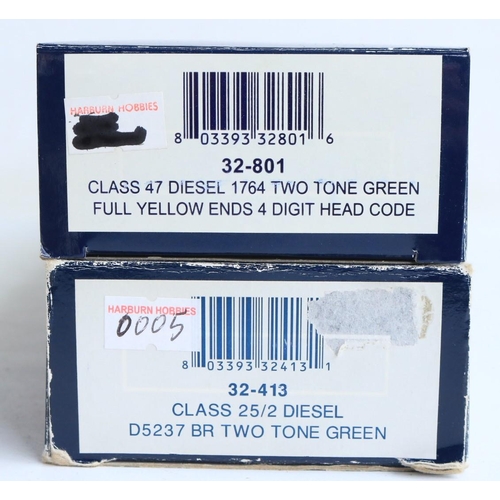 HARBURN HOBBIES
8 03393 32801 6
32-801
CLASS 47 DIESEL 1764 TWO TONE GREEN
FULL YELLOW ENDS 4 DIGIT HEAD CODE
HARBURN HOBBIES
0005
8 03393 32413 1
32-413
CLASS 25/2 DIESEL
D5237 BR TWO TONE GREEN